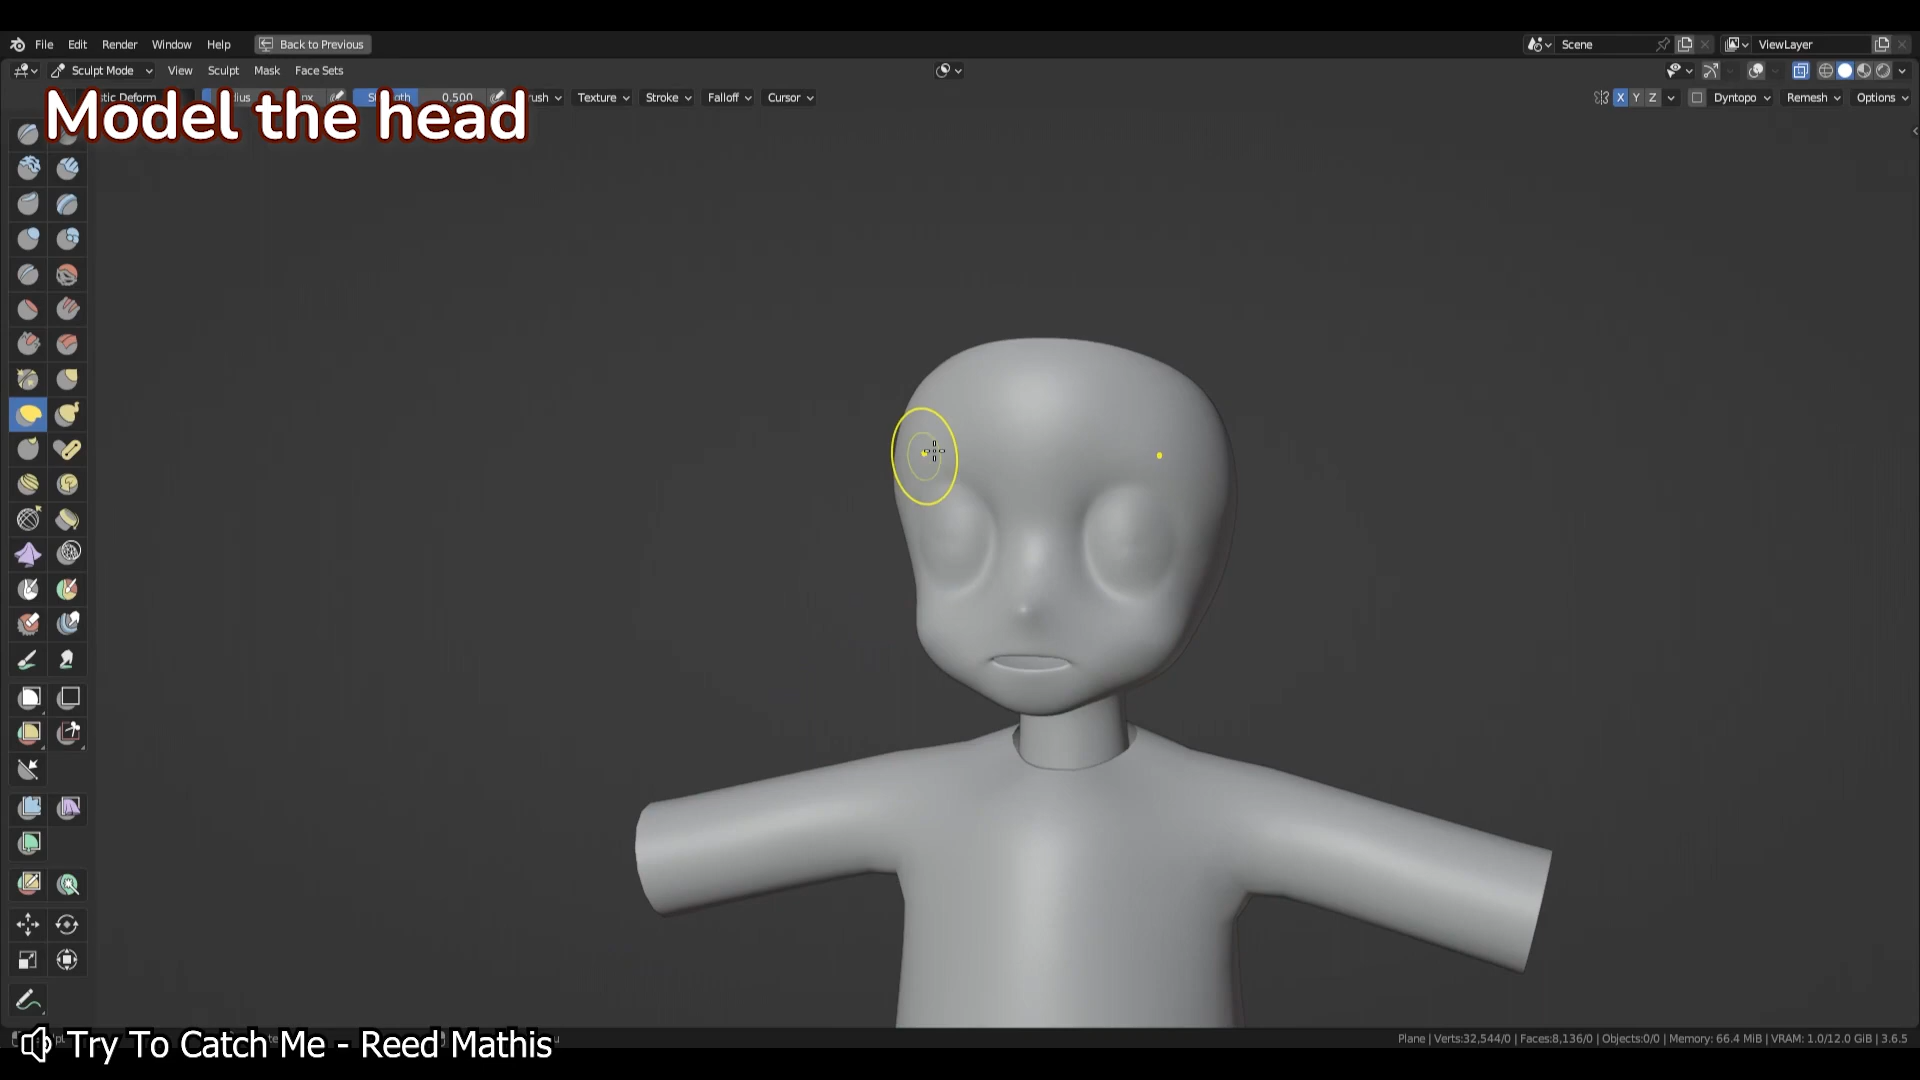 File Edit Render Window Help Back to Previous Scene ViewLayer
Sculpt Mode View Sculpt Mask Face Sets
Deform 0.500 Texture Stroke Falloff Cursor X Y Z Dyntopo Remesh Options
Model the head
Try To Catch Me - Reed Mathis
Plane | Verts:32,544/0 | Faces:8,136/0 | Objects:0/0 | Memory: 66.4 MiB | VRAM: 1.0/12.0 GiB | 3.6.5